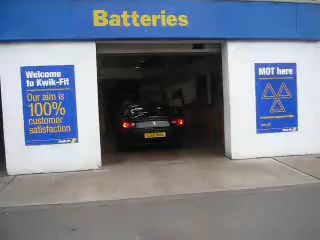 Batteries
Welcome
to Kwik-Fit
Our aim is
100%
customer
satisfaction
MOT here